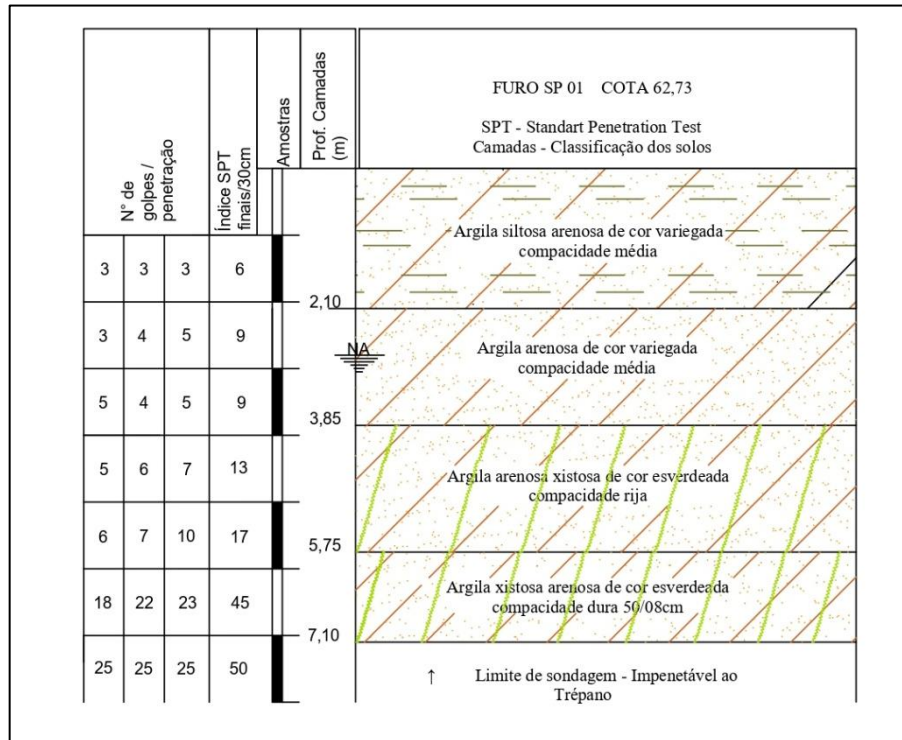 N° de
golpes /
penetração
Índice SPT
finais/30cm
Amostras
Prof. Camadas
(m)
FURO SP 01 COTA 62,73
SPT - Standart Penetration Test
Camadas - Classificação dos solos
Argila siltosa arenosa de cor variegada
compacidade média
3 3 3 6
2,10
3 4 5 9
NA
Argila arenosa de cor variegada
compacidade média
5 4 5 9
3,85
5 6 7 13
Argila arenosa xistosa de cor esverdeada
compacidade rija
6 7 10 17
5,75
18 22 23 45
Argila xistosa arenosa de cor esverdeada
compacidade dura 50/08cm
7,10
25 25 25 50
↑ Limite de sondagem - Impenetável ao
Trépano